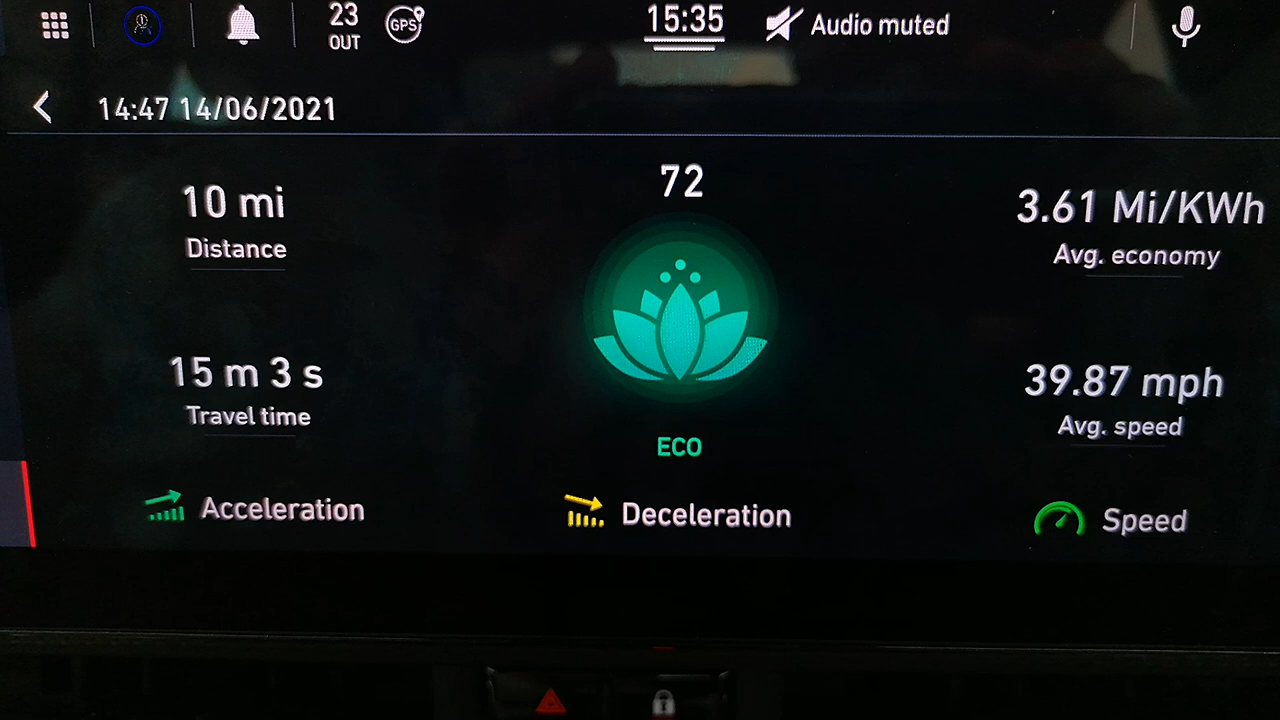 23
OUT
GPS
15:35
Audio muted
14:47 14/06/2021
10 mi
Distance
72
3.61 Mi/KWh
Avg. economy
15 m 3 s
Travel time
39.87 mph
Avg. speed
ECO
Acceleration
Deceleration
Speed